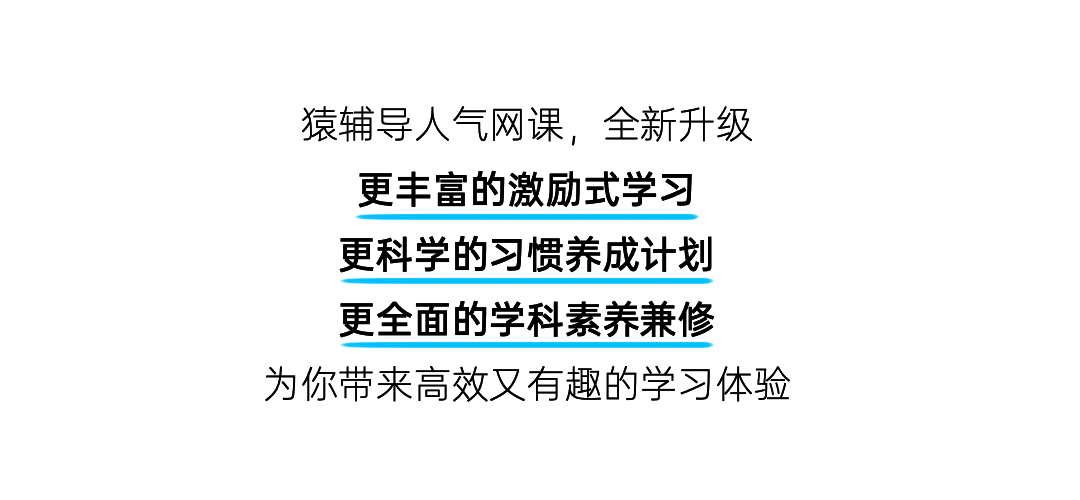 猿辅导人气网课，全新升级
更丰富的激励式学习
更科学的习惯养成计划
更全面的学科素养兼修
为你带来高效又有趣的学习体验